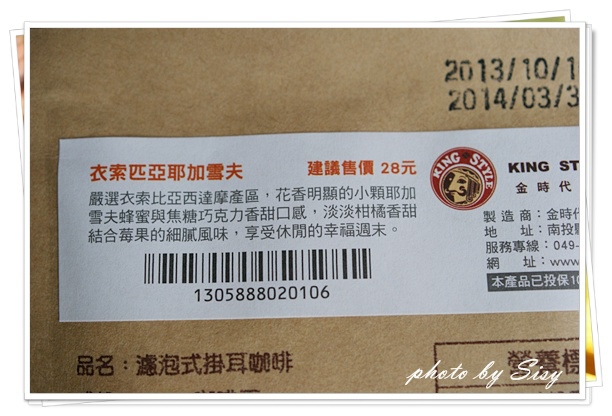 2013/10/1
2014/03/3
衣索匹亞耶加雪夫 建議售價 28元
嚴選衣索比亞西達摩產區，花香明顯的小顆耶加
雪夫蜂蜜與焦糖巧克力香甜口感，淡淡柑橘香甜
結合莓果的細膩風味，享受休閒的幸福週末。
1305888020106
KING STYLE
KING ST
金時代
製造商：金時代
地 址：南投縣
服務專線：049-
網 址：www.
本產品已投保10
品名：濾泡式掛耳咖啡
營養標
photo by Sisy